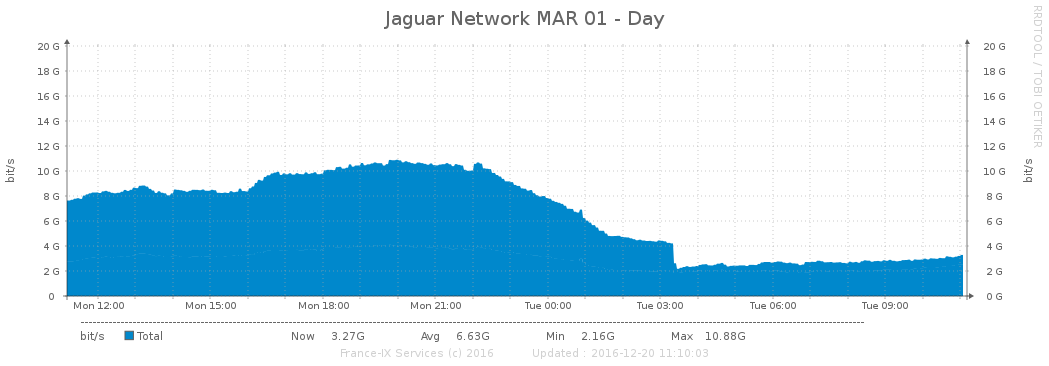 Jaguar Network MAR 01 - Day
RRDTOOL / TOBI OETIKER
20 G 20 G
18 G 18 G
16 G 16 G
14 G 14 G
12 G 12 G
10 G 10 G
8 G 8 G
6 G 6 G
4 G 4 G
2 G 2 G
0 0 G
bit/s
bit/s
Mon 12:00 Mon 15:00 Mon 18:00 Mon 21:00 Tue 00:00 Tue 03:00 Tue 06:00 Tue 09:00
bit/s Total Now 3.27G Avg 6.63G Min 2.16G Max 10.88G
France-IX Services (c) 2016 Updated : 2016-12-20 11:10:03